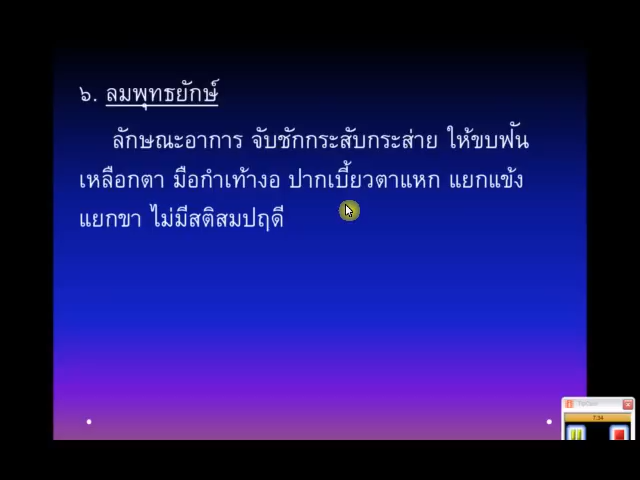 ๖. ลมพุทธยักษ์
ลักษณะอาการ จับชักกระสับกระส่าย ให้ขบฟัน
เหลือกตา มือกำเท้างอ ปากเบี้ยวตาแหก แยกแข้ง
แยกขา ไม่มีสติสมปฤดี
7:34